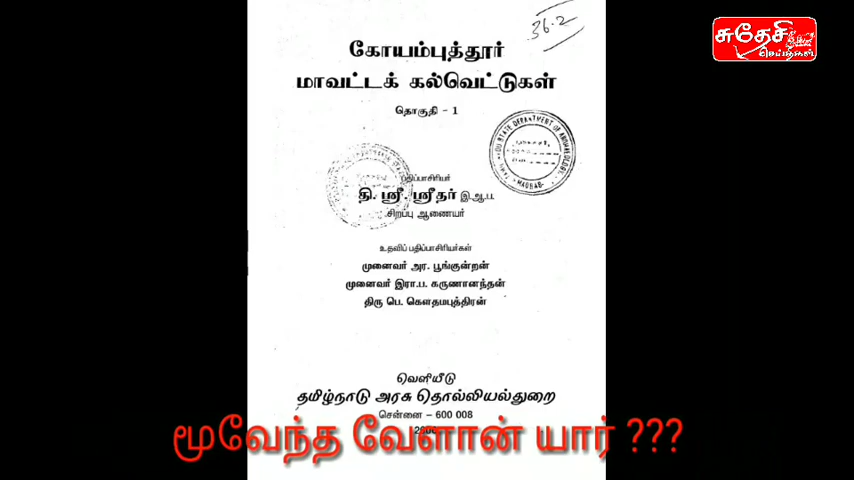 36.2
சுதேசி
செய்திகள்
கோயம்புத்தூர்
மாவட்டக் கல்வெட்டுகள்
தொகுதி - 1
பதிப்பாசிரியர்
தி. ஸ்ரீ. ஸ்ரீதர் இ.ஆ.ப.
சிறப்பு ஆணையர்
உதவிப் பதிப்பாசிரியர்கள்
முனைவர் அர. பூங்குன்றன்
முனைவர் இரா.ப. கருணானந்தன்
திரு பெ. கௌதமபுத்திரன்
வெளியீடு
தமிழ்நாடு அரசு தொல்லியல்துறை
சென்னை – 600 008
மூவேந்த வேளான் யார் ???